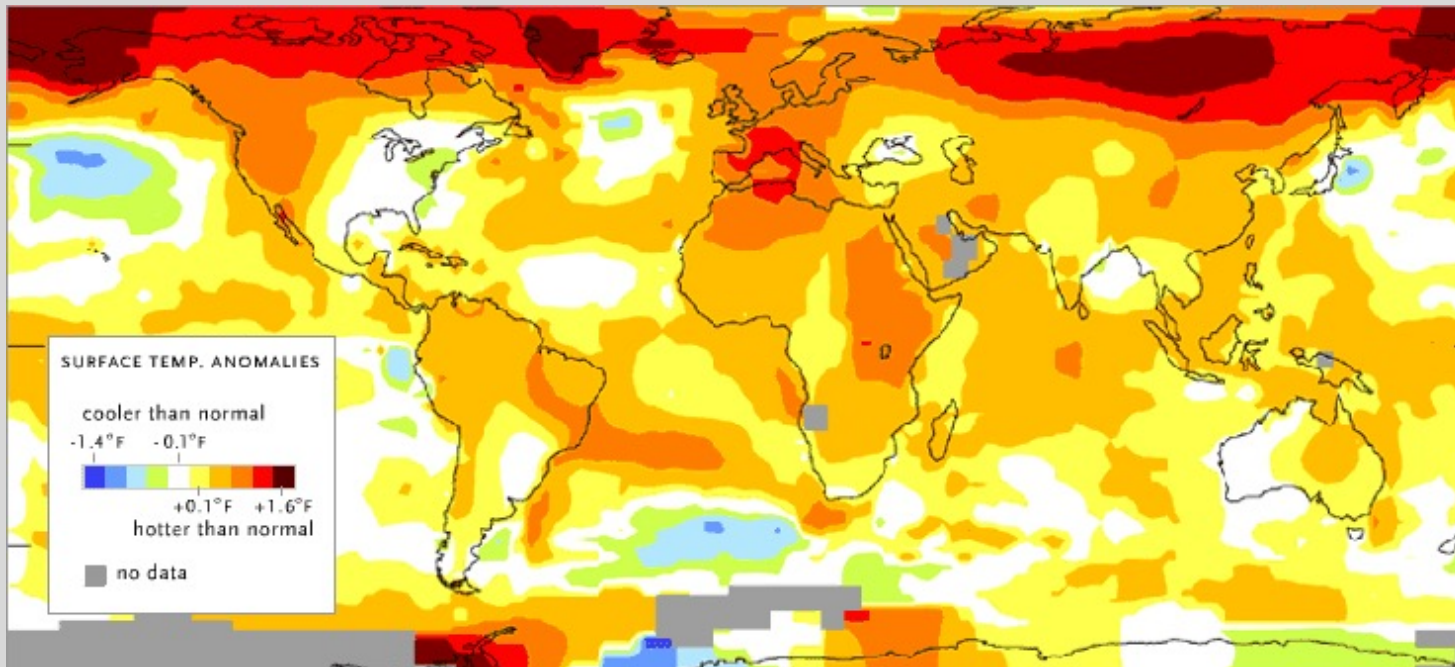 SURFACE TEMP. ANOMALIES
cooler than normal
-1.4°F -0.1°F
+0.1°F +1.6°F
hotter than normal
no data